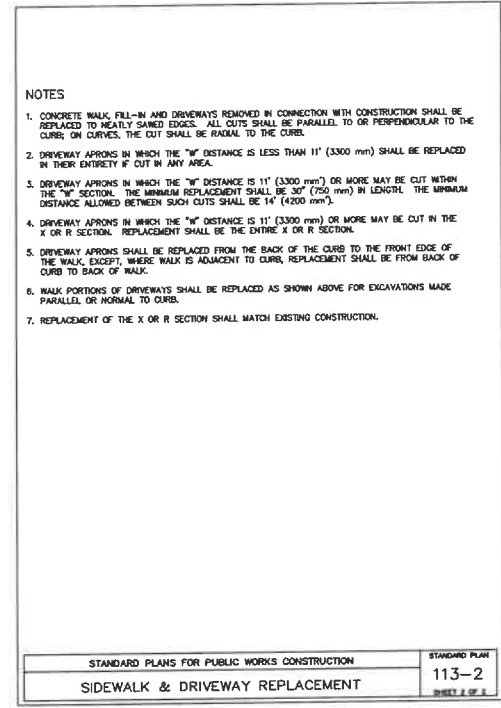 NOTES
1. CONCRETE WALK, FILL-IN AND DRIVEWAYS REMOVED IN CONNECTION WITH CONSTRUCTION SHALL BE
REPLACED TO NEATLY SAWED EDGES. ALL CUTS SHALL BE PARALLEL TO OR PERPENDICULAR TO THE
CURB; ON CURVES, THE CUT SHALL BE RADIAL TO THE CURB.
2. DRIVEWAY APRONS IN WHICH THE "W" DISTANCE IS LESS THAN 11' (3300 mm) SHALL BE REPLACED
IN THEIR ENTIRETY IF CUT IN ANY AREA.
3. DRIVEWAY APRONS IN WHICH THE "W" DISTANCE IS 11' (3300 mm") OR MORE MAY BE CUT WITHIN
THE "W" SECTION. THE MINIMUM REPLACEMENT SHALL BE 30" (750 mm) IN LENGTH. THE MINIMUM
DISTANCE ALLOWED BETWEEN SUCH CUTS SHALL BE 14' (4200 mm").
4. DRIVEWAY APRONS IN WHICH THE "W" DISTANCE IS 11' (3300 mm) OR MORE MAY BE CUT IN THE
X OR R SECTION. REPLACEMENT SHALL BE THE ENTIRE X OR R SECTION.
5. DRIVEWAY APRONS SHALL BE REPLACED FROM THE BACK OF THE CURB TO THE FRONT EDGE OF
THE WALK, EXCEPT, WHERE WALK IS ADJACENT TO CURB, REPLACEMENT SHALL BE FROM BACK OF
CURB TO BACK OF WALK.
6. WALK PORTIONS OF DRIVEWAYS SHALL BE REPLACED AS SHOWN ABOVE FOR EXCAVATIONS MADE
PARALLEL OR NORMAL TO CURB.
7. REPLACEMENT OF THE X OR R SECTION SHALL MATCH EXISTING CONSTRUCTION.
STANDARD PLANS FOR PUBLIC WORKS CONSTRUCTION
SIDEWALK & DRIVEWAY REPLACEMENT
STANDARD PLAN
113-2
SHEET 2 OF 2